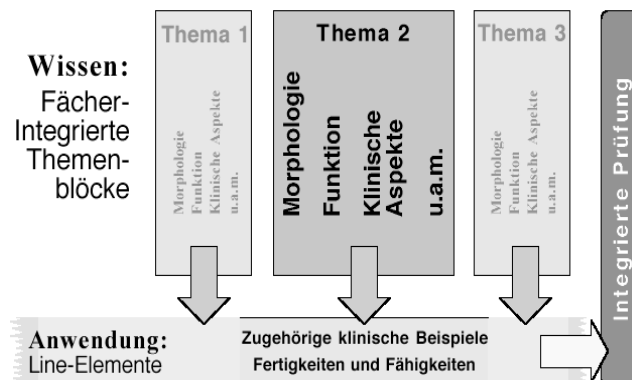 Wissen:
Fächer-
Integrierte
Themen-
blöcke
Thema 1
Morphologie
Funktion
Klinische Aspekte
u.a.m.
Thema 2
Morphologie
Funktion
Klinische
Aspekte
u.a.m.
Thema 3
Morphologie
Funktion
Klinische Aspekte
u.a.m.
Integrierte Prüfung
Anwendung:
Line-Elemente
Zugehörige klinische Beispiele
Fertigkeiten und Fähigkeiten